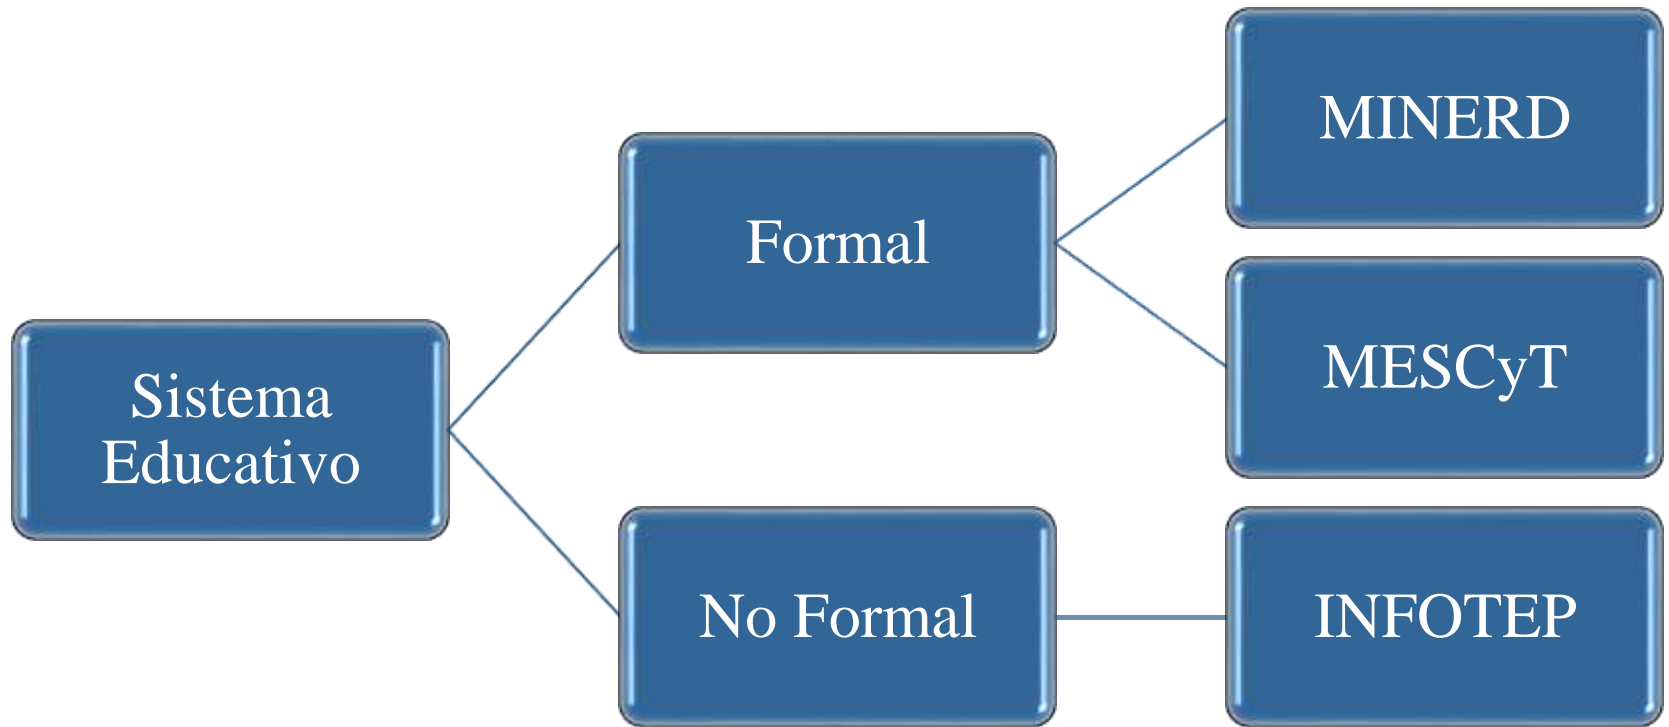 Sistema
Educativo
Formal
No Formal
MINERD
MESCyT
INFOTEP